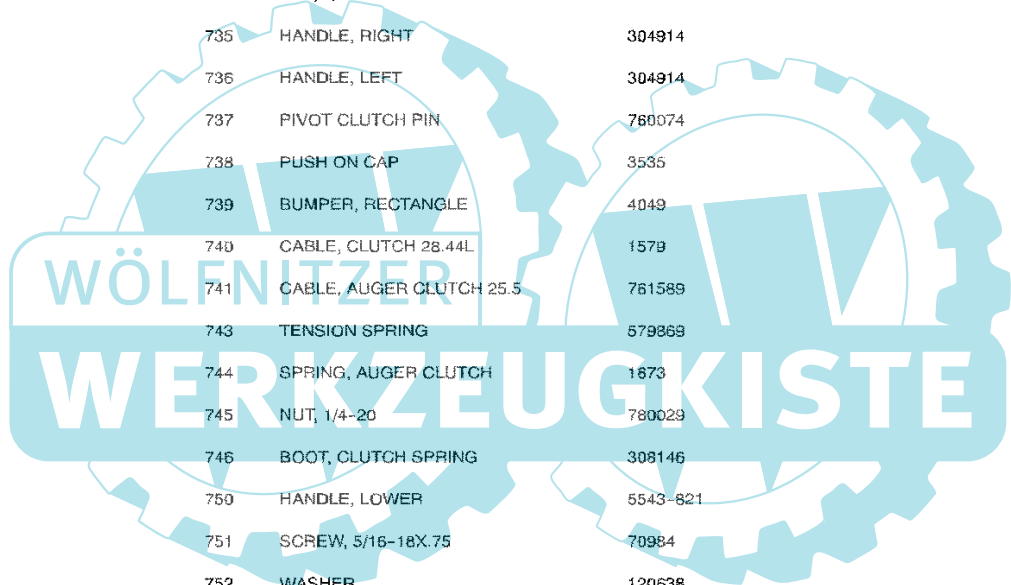 735 HANDLE, RIGHT 304914
736 HANDLE, LEFT 304914
737 PIVOT CLUTCH PIN 760074
738 PUSH ON CAP 3535
739 BUMPER, RECTANGLE 4049
740 CABLE, CLUTCH 28.44L 1579
WÖLFNITZER
741 CABLE, AUGER CLUTCH 25.5 761589
743 TENSION SPRING 579869
WERKZEUGKISTE
744 SPRING, AUGER CLUTCH 1673
745 NUT, 1/4-20 780029
746 BOOT, CLUTCH SPRING 308146
750 HANDLE, LOWER 5543-821
751 SCREW, 5/16-18X.75 70984
752 WASHER 120638